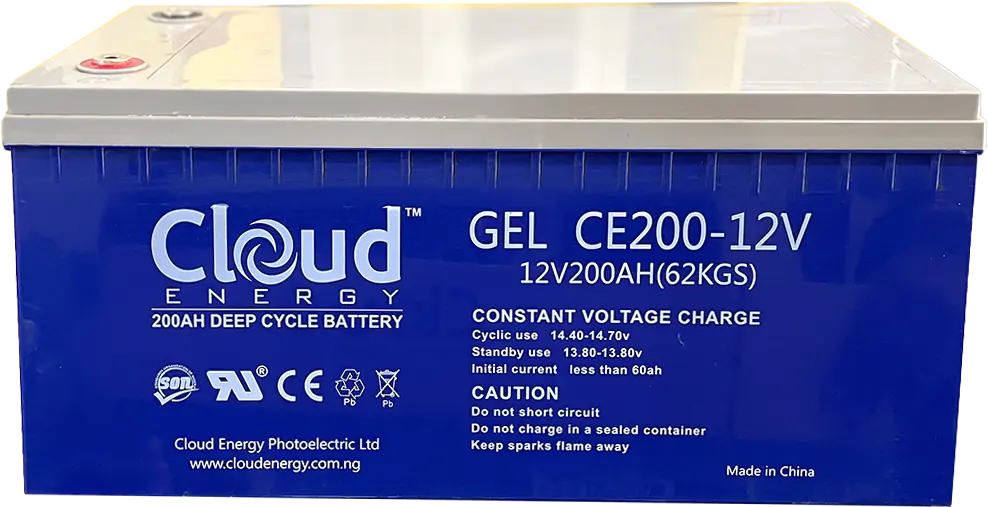 Cloud™
ENERGY
200AH DEEP CYCLE BATTERY
SON
®
CE
Pb
Pb
Cloud Energy Photoelectric Ltd
www.cloudenergy.com.ng
GEL CE200-12V
12V200AH(62KGS)
CONSTANT VOLTAGE CHARGE
Cyclic use 14.40-14.70v
Standby use 13.80-13.80v
Initial current less than 60ah
CAUTION
Do not short circuit
Do not charge in a sealed container
Keep sparks flame away
Made in China